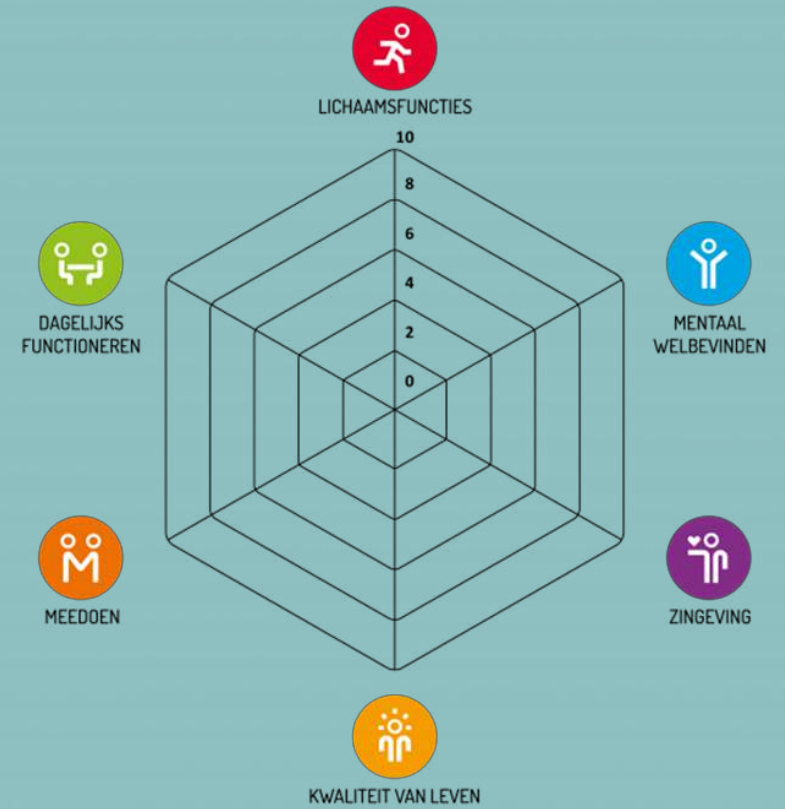 LICHAAMSFUNCTIES
10
8
6
4
2
0
DAGELIJKS
FUNCTIONEREN
MENTAAL
WELBEVINDEN
MEEDOEN
ZINGEVING
KWALITEIT VAN LEVEN